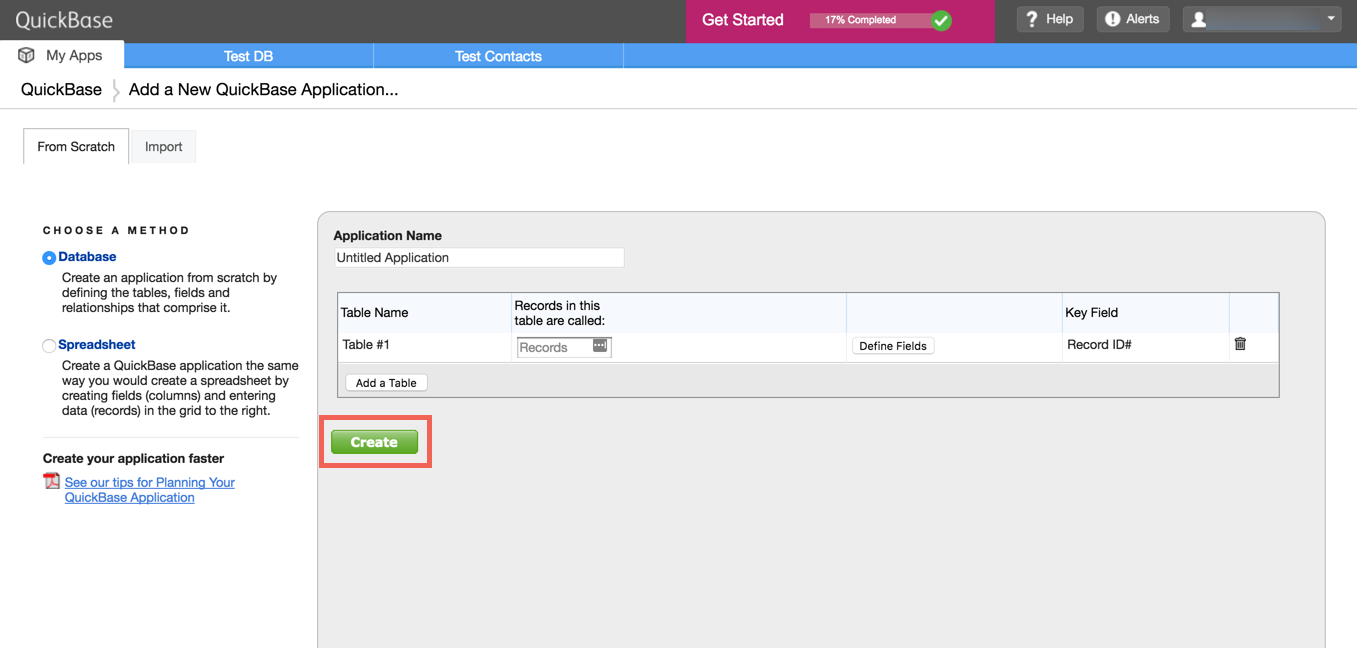 QuickBase
Get Started
17% Completed
Help
Alerts
My Apps
Test DB
Test Contacts
QuickBase
Add a New QuickBase Application...
From Scratch
Import
CHOOSE A METHOD
Database
Create an application from scratch by
defining the tables, fields and
relationships that comprise it.
Spreadsheet
Create a QuickBase application the same
way you would create a spreadsheet by
creating fields (columns) and entering
data (records) in the grid to the right.
Create your application faster
See our tips for Planning Your
QuickBase Application
Application Name
Untitled Application
Table Name
Records in this
table are called:
Key Field
Table #1
Records
Define Fields
Record ID#
Add a Table
Create